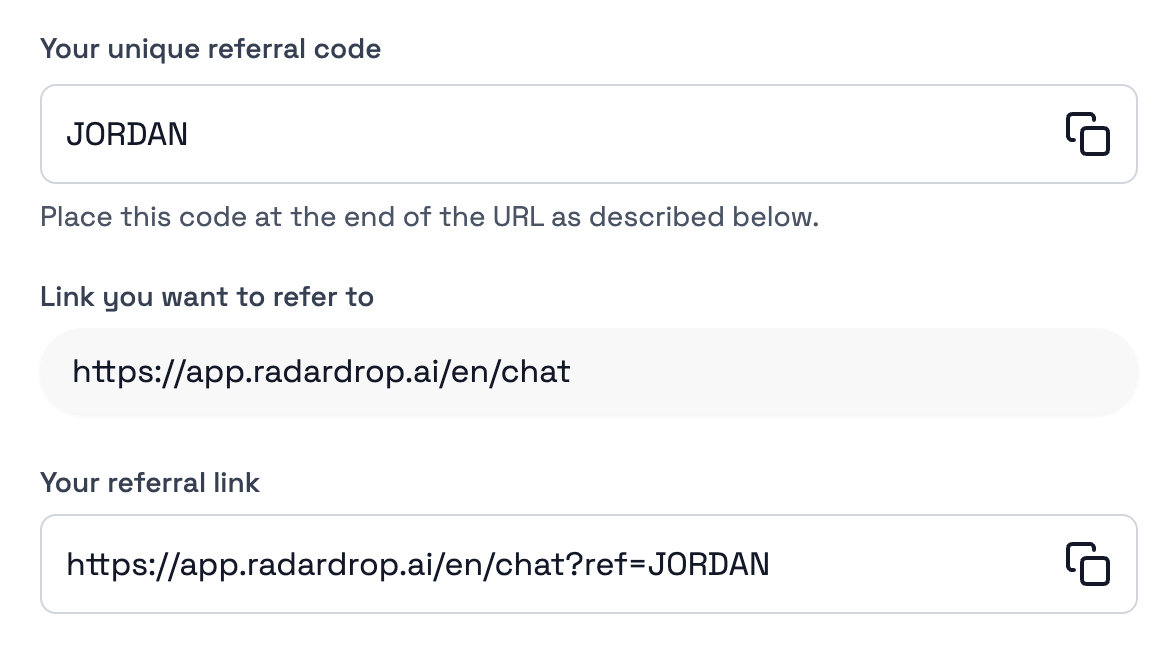 Your unique referral code
JORDAN
Place this code at the end of the URL as described below.
Link you want to refer to
https://app.radardrop.ai/en/chat
Your referral link
https://app.radardrop.ai/en/chat?ref=JORDAN